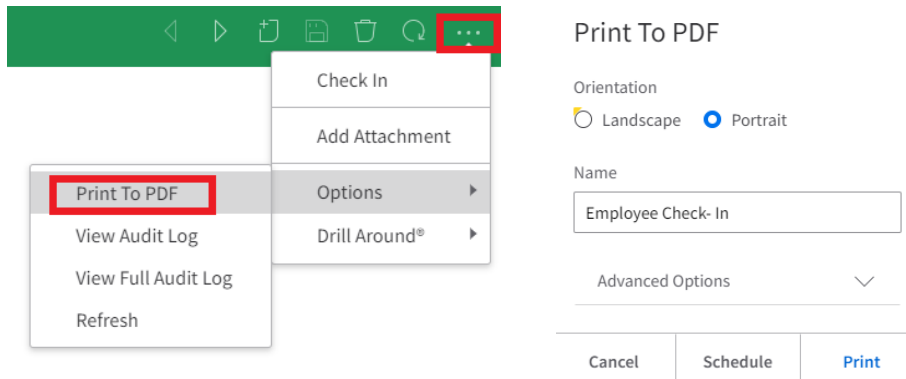 Check In
Add Attachment
Options
Drill Around®
Print To PDF
View Audit Log
View Full Audit Log
Refresh
Print To PDF
Orientation
Landscape
Portrait
Name
Employee Check- In
Advanced Options
Cancel
Schedule
Print